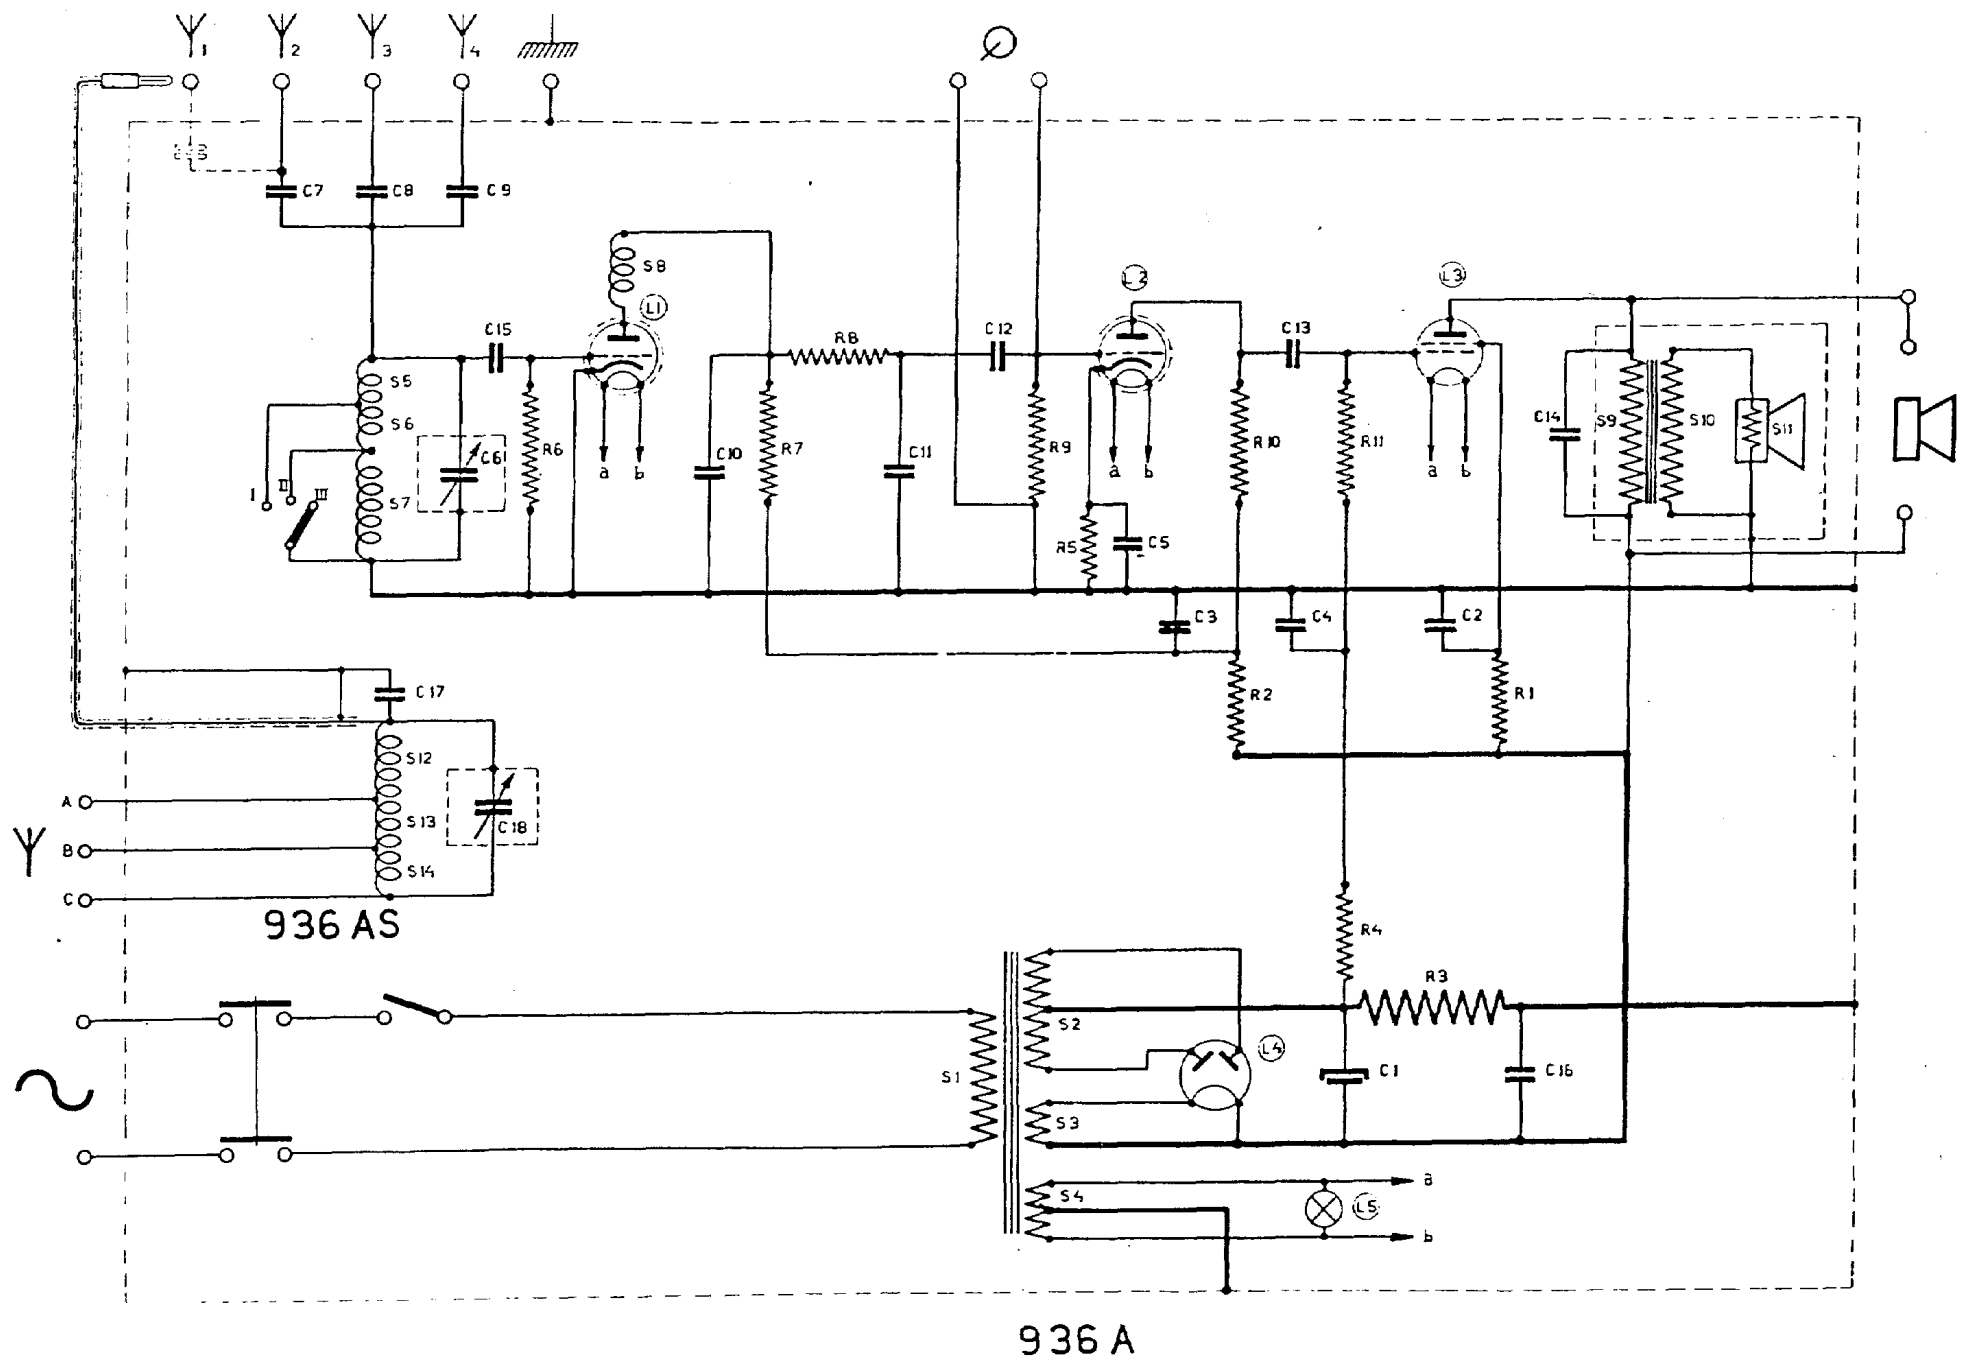 1 2 3 4
C7 C8 C9
S8
L1 L2 L3
C15 R8 C12 C13
S5
S6
C6 R6 C10 R7 C11 R9 R10 R11 C14 S9 S10 S11
a b a b a b
I II III S7
R5 C5
C3 C4 C2
C17 R2 R1
S12
A
S13 C18
B
S14
C
936 AS
R4
R3
S2
L4
S1 C1 C16
S3
a
S4 L5
b
936 A